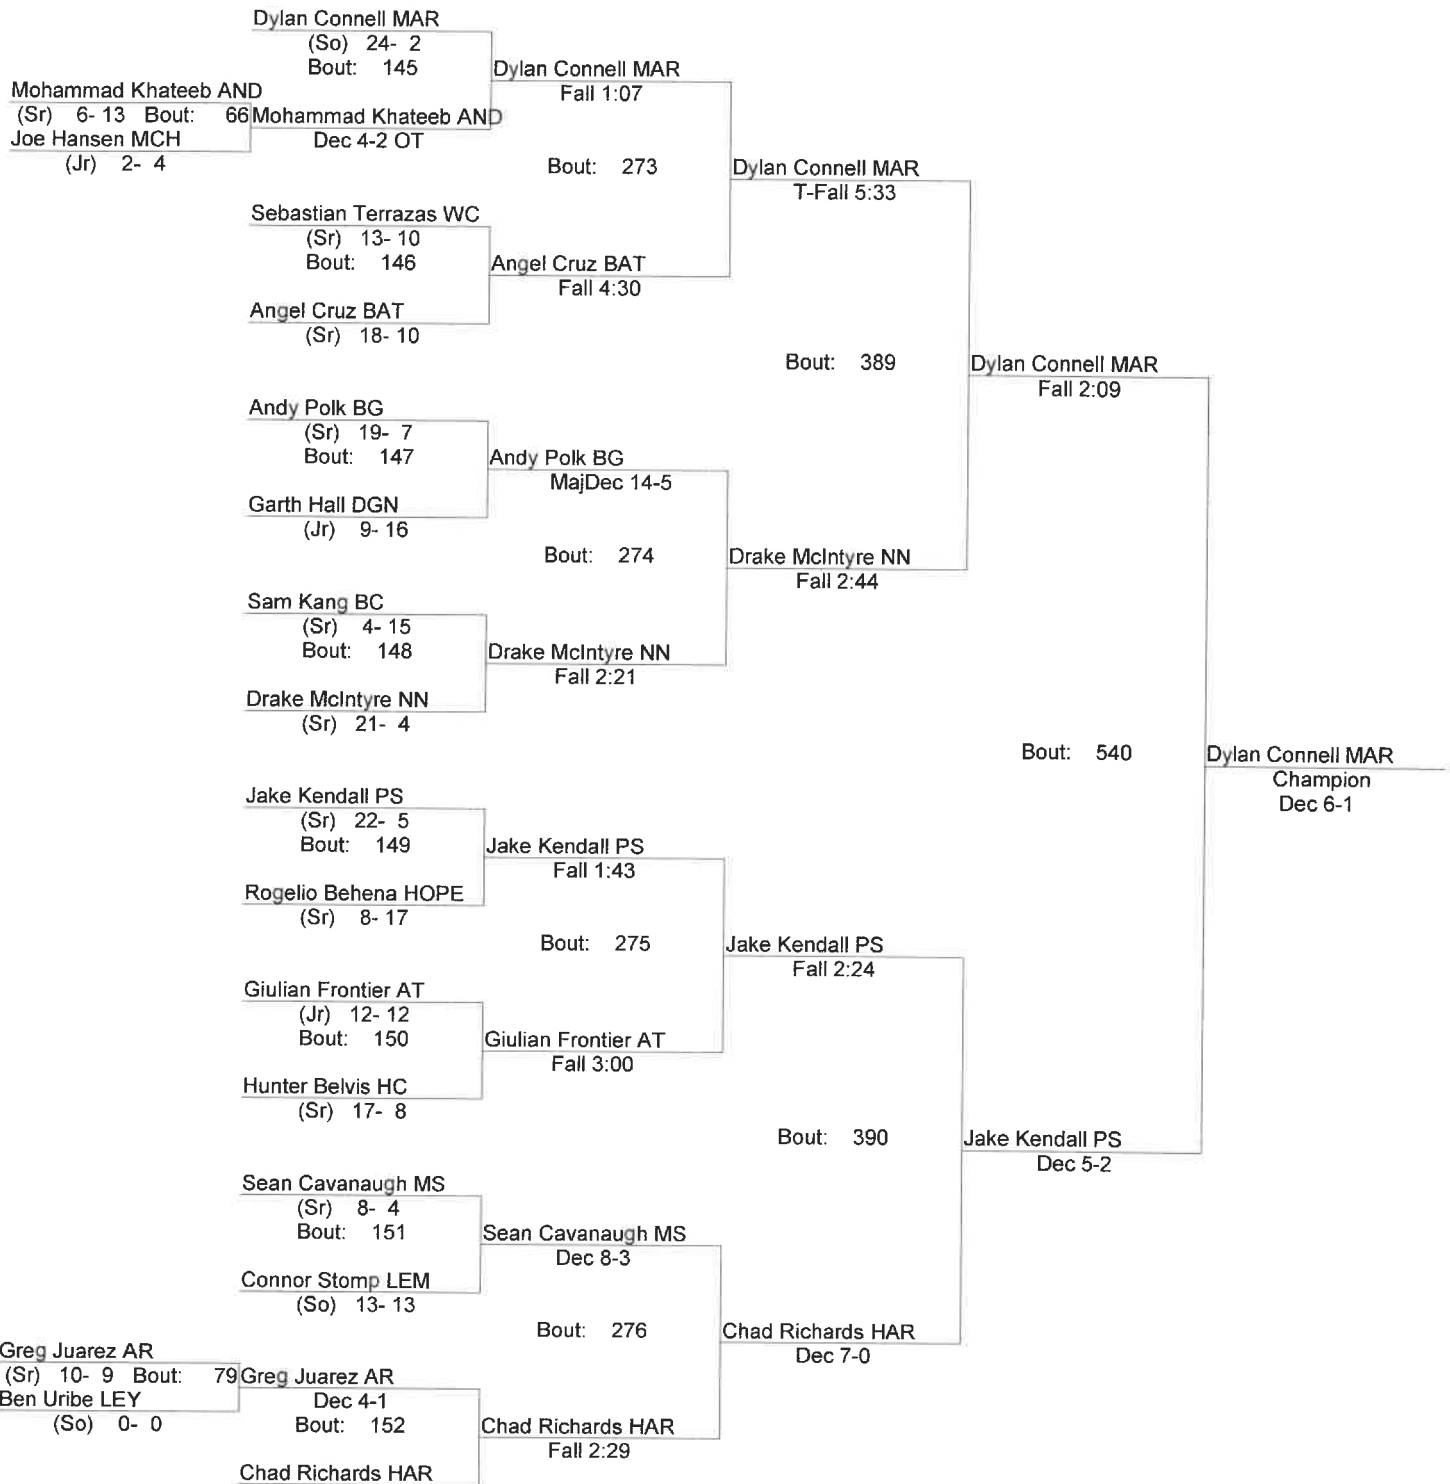 Dylan Connell MAR
(So) 24- 2
Bout: 145
Dylan Connell MAR
Fall 1:07
Mohammad Khateeb AND
(Sr) 6- 13 Bout: 66
Mohammad Khateeb AND
Dec 4-2 OT
Joe Hansen MCH
(Jr) 2- 4
Bout: 273
Dylan Connell MAR
T-Fall 5:33
Sebastian Terrazas WC
(Sr) 13- 10
Bout: 146
Angel Cruz BAT
Fall 4:30
Angel Cruz BAT
(Sr) 18- 10
Bout: 389
Dylan Connell MAR
Fall 2:09
Andy Polk BG
(Sr) 19- 7
Bout: 147
Andy Polk BG
MajDec 14-5
Garth Hall DGN
(Jr) 9- 16
Bout: 274
Drake McIntyre NN
Fall 2:44
Sam Kang BC
(Sr) 4- 15
Bout: 148
Drake McIntyre NN
Fall 2:21
Drake McIntyre NN
(Sr) 21- 4
Bout: 540
Dylan Connell MAR
Champion
Dec 6-1
Jake Kendall PS
(Sr) 22- 5
Bout: 149
Jake Kendall PS
Fall 1:43
Rogelio Behena HOPE
(Sr) 8- 17
Bout: 275
Jake Kendall PS
Fall 2:24
Giulian Frontier AT
(Jr) 12- 12
Bout: 150
Giulian Frontier AT
Fall 3:00
Hunter Belvis HC
(Sr) 17- 8
Bout: 390
Jake Kendall PS
Dec 5-2
Sean Cavanaugh MS
(Sr) 8- 4
Bout: 151
Sean Cavanaugh MS
Dec 8-3
Connor Stomp LEM
(So) 13- 13
Bout: 276
Chad Richards HAR
Dec 7-0
Greg Juarez AR
(Sr) 10- 9 Bout: 79
Greg Juarez AR
Dec 4-1
Ben Uribe LEY
(So) 0- 0
Bout: 152
Chad Richards HAR
Fall 2:29
Chad Richards HAR